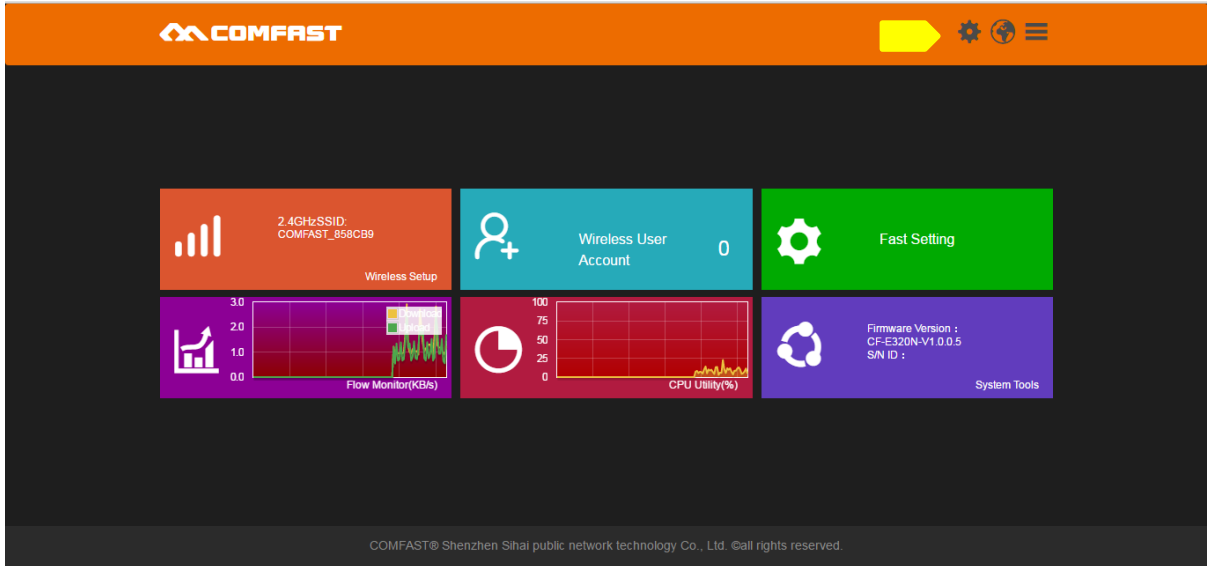 COMFAST
2.4GHzSSID:
COMFAST_858CB9
Wireless Setup
Wireless User
Account
0
Fast Setting
3.0
2.0
1.0
0.0
Download
Upload
Flow Monitor(KB/s)
100
75
50
25
0
CPU Utility(%)
Firmware Version :
CF-E320N-V1.0.0.5
S/N ID :
System Tools
COMFAST® Shenzhen Sihai public network technology Co., Ltd. ©all rights reserved.